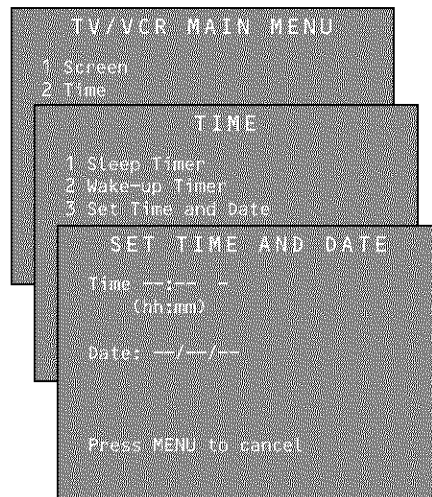 TV/VCR MAIN MENU
1 Screen
2 Time
TIME
1 Sleep Timer
2 Wake-up Timer
3 Set Time and Date
SET TIME AND DATE
Time --:-- -
(hh:mm)
Date: --/--/--
Press MENU to cancel